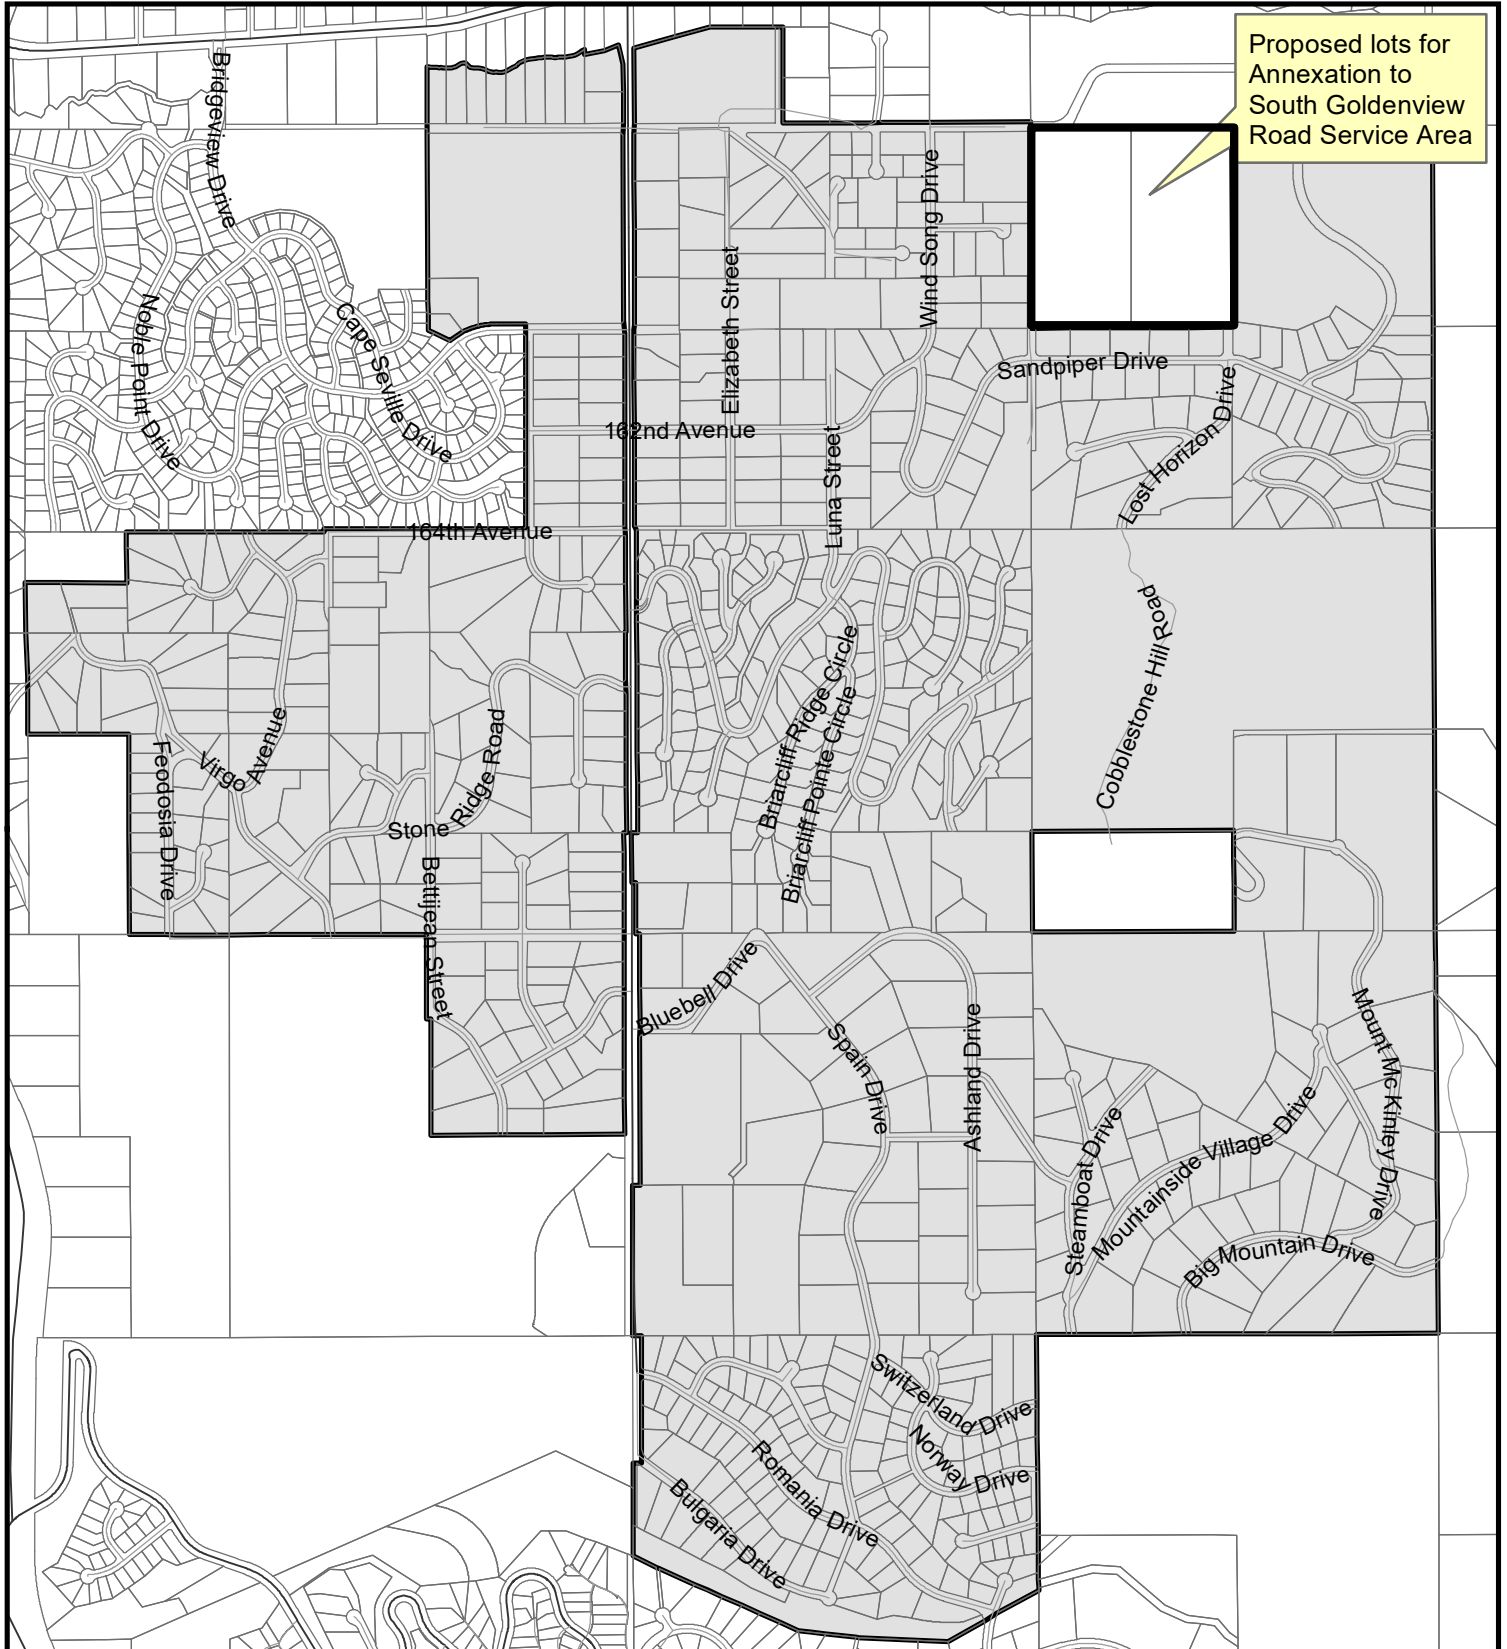 Proposed lots for
Annexation to
South Goldenview
Road Service Area
Bridgeview Drive
Wind Song Drive
Elizabeth Street
Noble Point Drive
Cape Seville Drive
Sandpiper Drive
Lost Horizon Drive
162nd Avenue
Luna Street
164th Avenue
Cobblestone Hill Road
Briarcliff Ridge Circle
Briarcliff Pointe Circle
Feodosia Drive
Virgo Avenue
Stone Ridge Road
Bettijean Street
Bluebell Drive
Spain Drive
Ashland Drive
Mount Mc Kinley Drive
Steamboat Drive
Mountainside Village Drive
Big Mountain Drive
Switzerland Drive
Norway Drive
Romania Drive
Bulgaria Drive